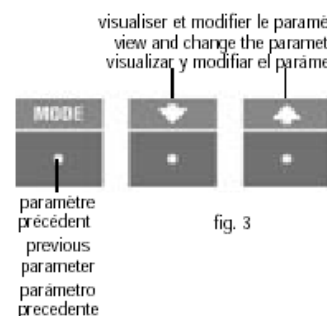 visualiser et modifier le paramè
view and change the paramet
visualizar y modifiar el paráme
MODE
paramètre
précédent
fig. 3
previous
parameter
parámetro
precedente